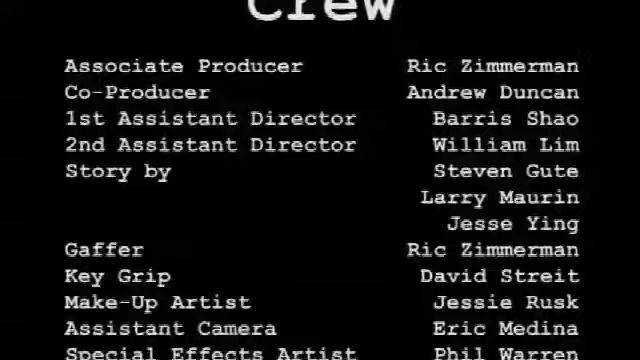 Crew
Associate Producer Ric Zimmerman
Co-Producer Andrew Duncan
1st Assistant Director Barris Shao
2nd Assistant Director William Lim
Story by Steven Gute
Larry Maurin
Jesse Ying
Gaffer Ric Zimmerman
Key Grip David Streit
Make-Up Artist Jessie Rusk
Assistant Camera Eric Medina
Special Effects Artist Phil Warren